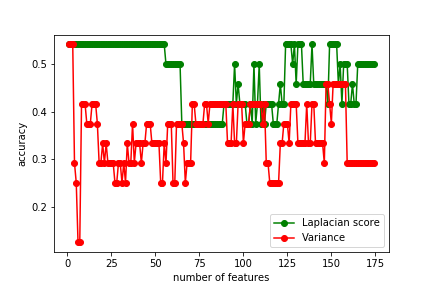 0.5
0.4
0.3
0.2
accuracy
0 25 50 75 100 125 150 175
number of features
Laplacian score
Variance